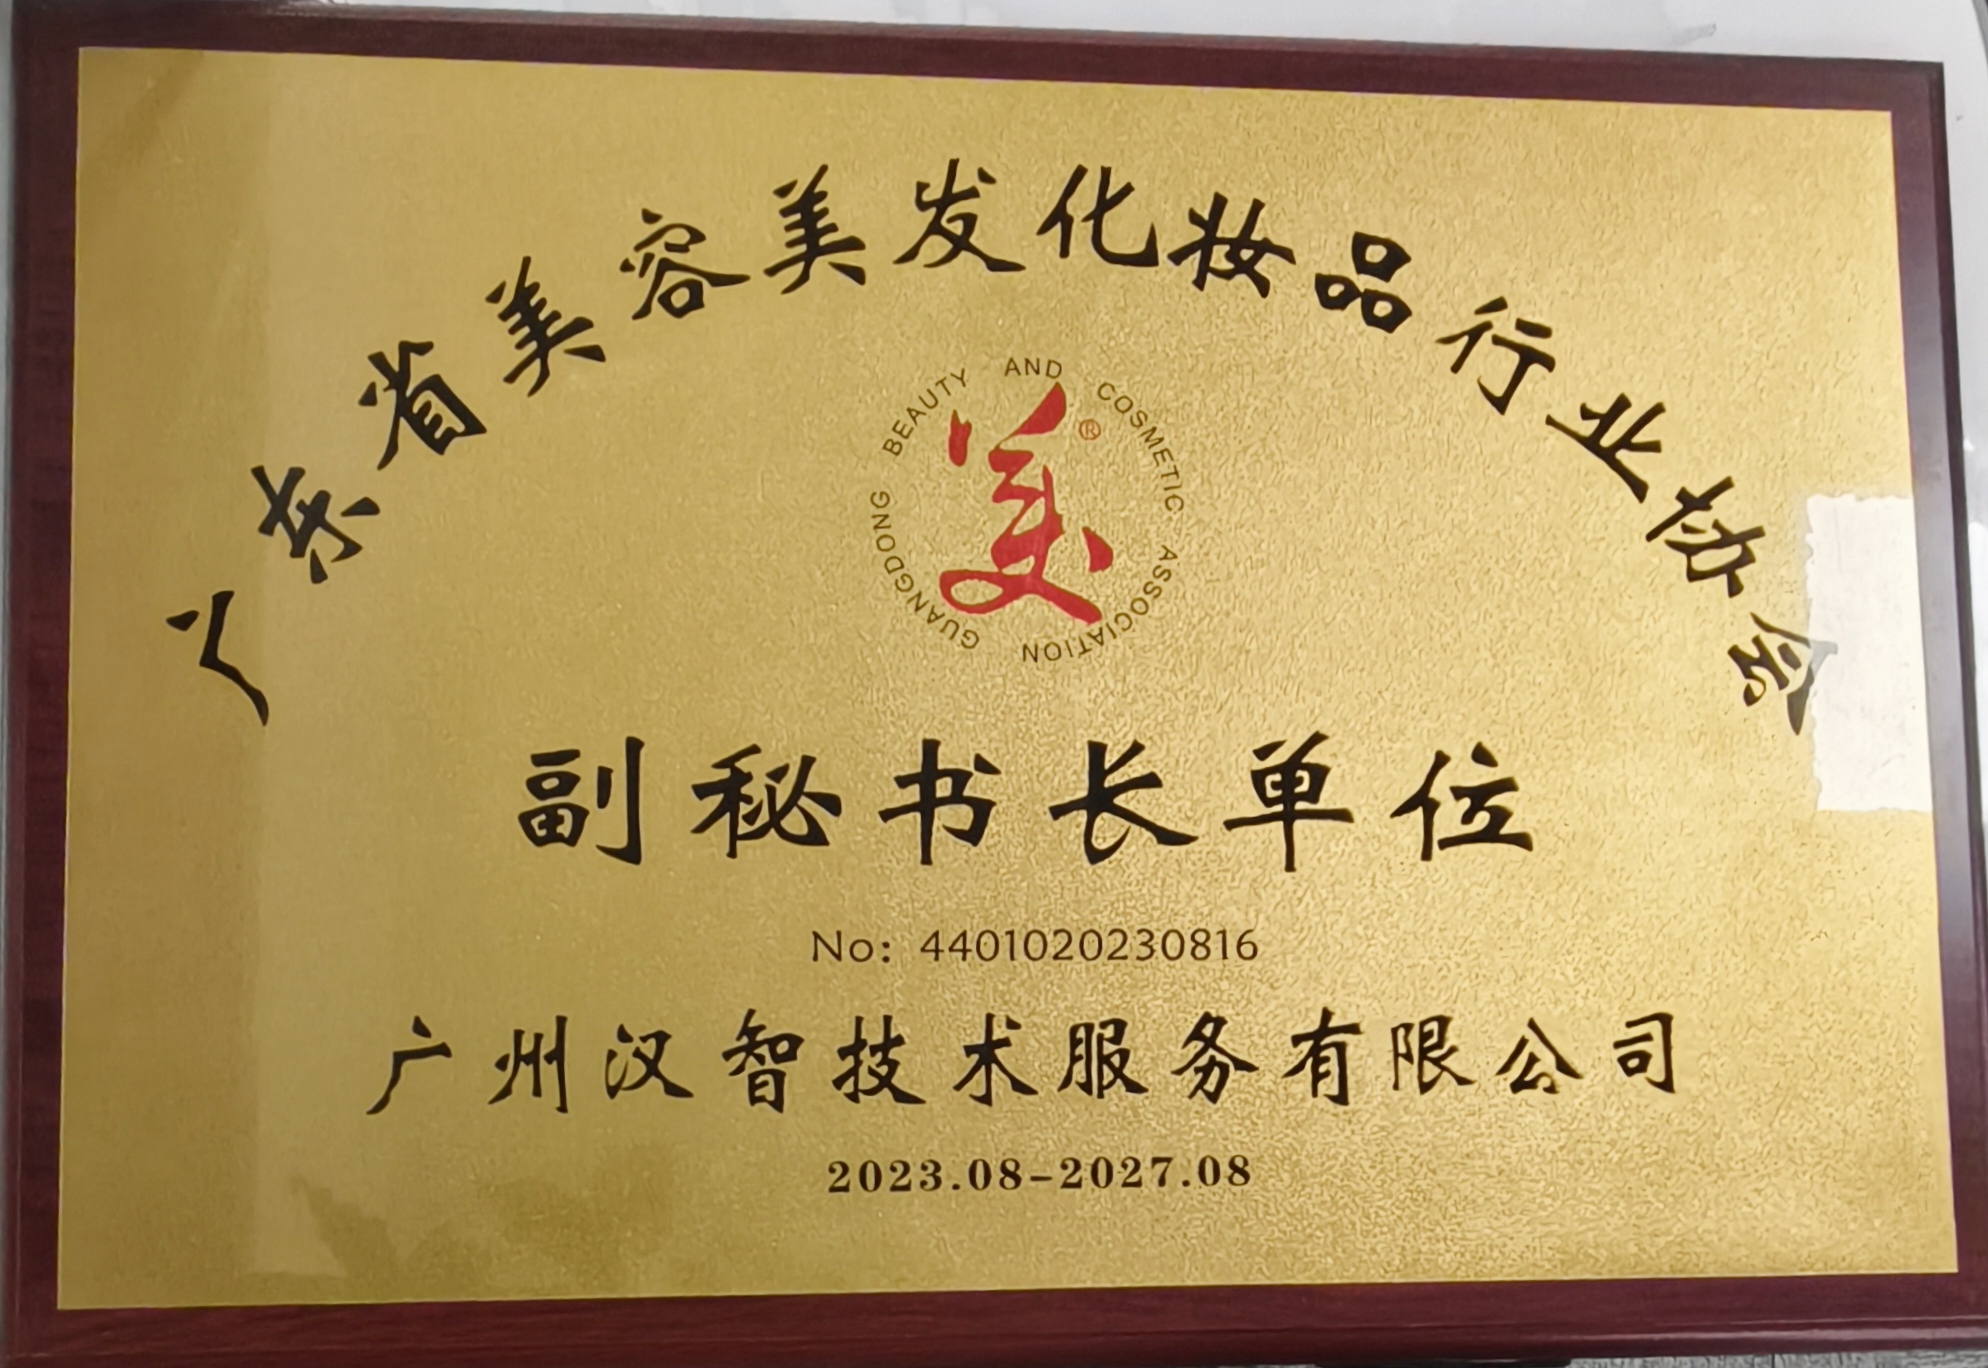 广东省美容美发化妆品行业协会
GUANGDONG BEAUTY AND COSMETIC ASSOCIATION
美®
副秘书长单位
No: 4401020230816
广州汉智技术服务有限公司
2023.08-2027.08